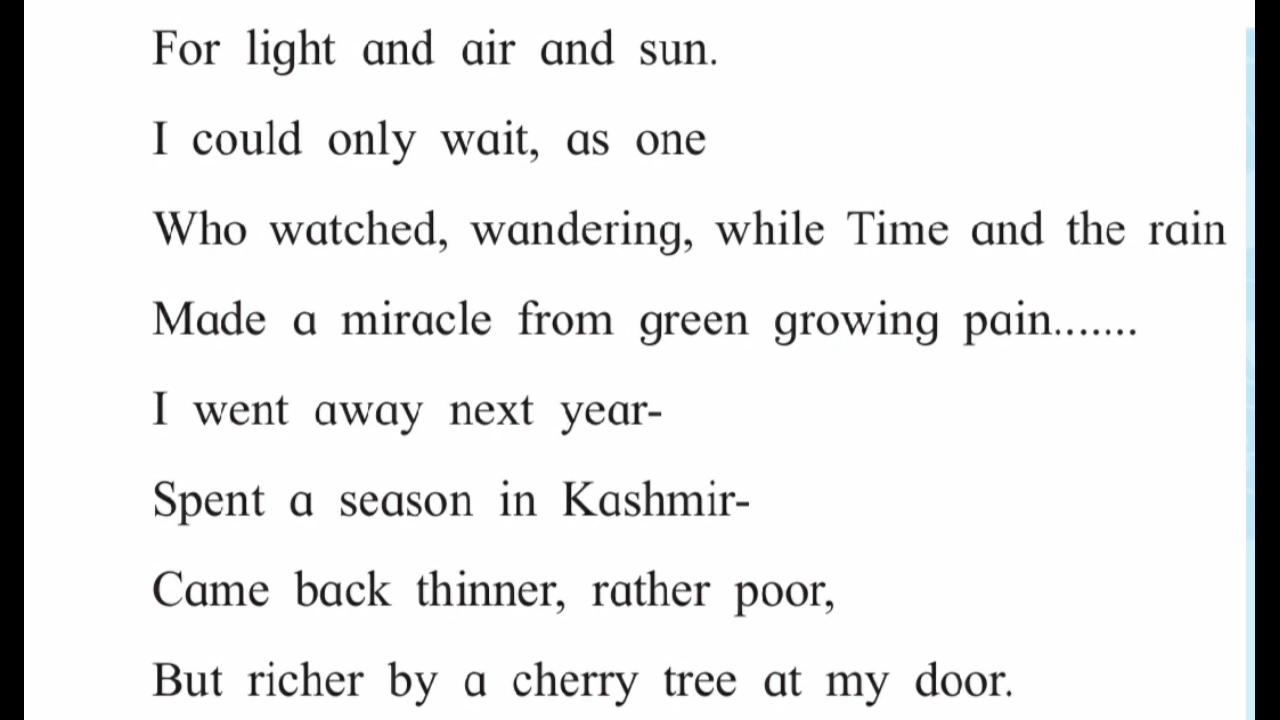 For light and air and sun.
I could only wait, as one
Who watched, wandering, while Time and the rain
Made a miracle from green growing pain.......
I went away next year-
Spent a season in Kashmir-
Came back thinner, rather poor,
But richer by a cherry tree at my door.